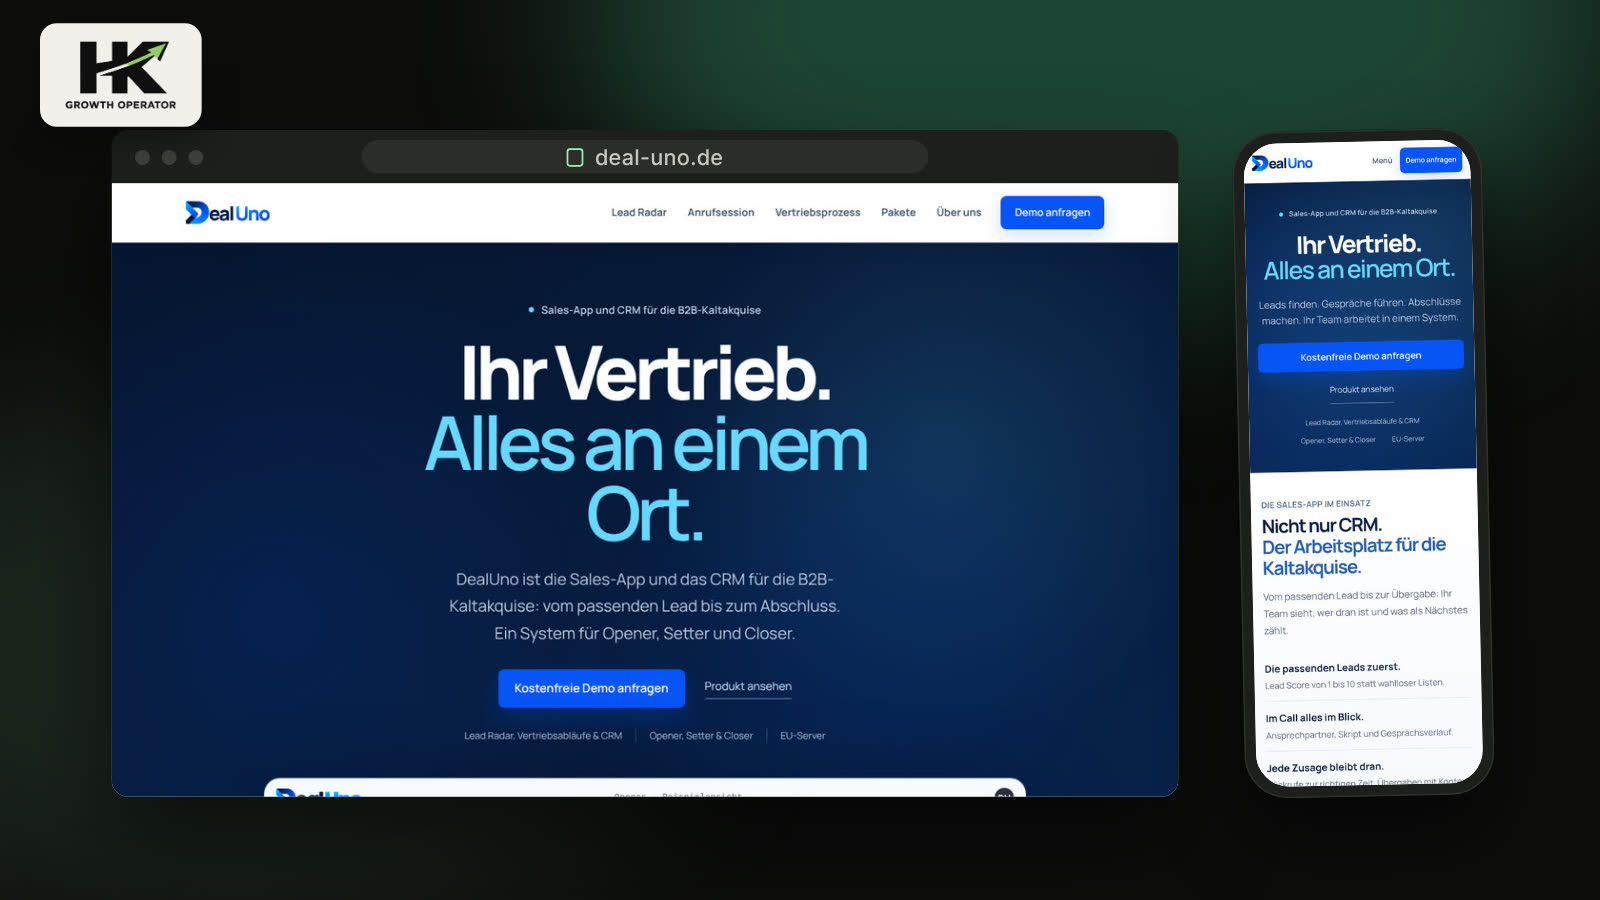 HK
GROWTH OPERATOR
deal-uno.de
DealUno
Lead Radar Anrufsession Vertriebsprozess Pakete Über uns Demo anfragen
Sales-App und CRM für die B2B-Kaltakquise
Ihr Vertrieb.
Alles an einem
Ort.
DealUno ist die Sales-App und das CRM für die B2B-
Kaltakquise: vom passenden Lead bis zum Abschluss.
Ein System für Opener, Setter und Closer.
Kostenfreie Demo anfragen Produkt ansehen
Lead Radar, Vertriebsabläufe & CRM Opener, Setter & Closer EU-Server
DealUno
DealUno Menü Demo anfragen
Sales-App und CRM für die B2B-Kaltakquise
Ihr Vertrieb.
Alles an einem Ort.
Leads finden. Gespräche führen. Abschlüsse
machen. Ihr Team arbeitet in einem System.
Kostenfreie Demo anfragen
Produkt ansehen
Lead Radar, Vertriebsabläufe & CRM
Opener, Setter & Closer EU-Server
DIE SALES-APP IM EINSATZ
Nicht nur CRM.
Der Arbeitsplatz für die
Kaltakquise.
Vom passenden Lead bis zur Übergabe: Ihr
Team sieht, wer dran ist und was als Nächstes
zählt.
Die passenden Leads zuerst.
Lead Score von 1 bis 10 statt wahlloser Listen.
Im Call alles im Blick.
Ansprechpartner, Skript und Gesprächsverlauf.
Jede Zusage bleibt dran.
zur richtigen Zeit, Übergaben mit